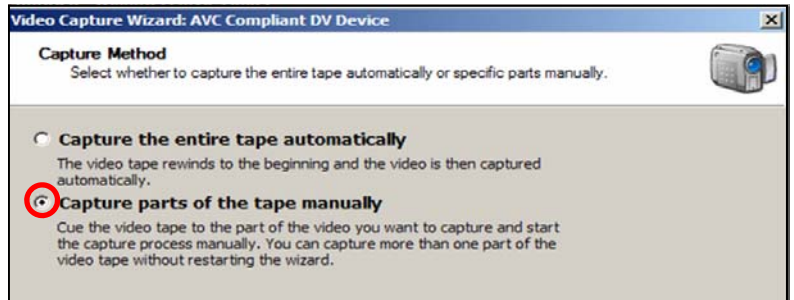 Video Capture Wizard: AVC Compliant DV Device
Capture Method
Select whether to capture the entire tape automatically or specific parts manually.
Capture the entire tape automatically
The video tape rewinds to the beginning and the video is then captured
automatically.
Capture parts of the tape manually
Cue the video tape to the part of the video you want to capture and start
the capture process manually. You can capture more than one part of the
video tape without restarting the wizard.